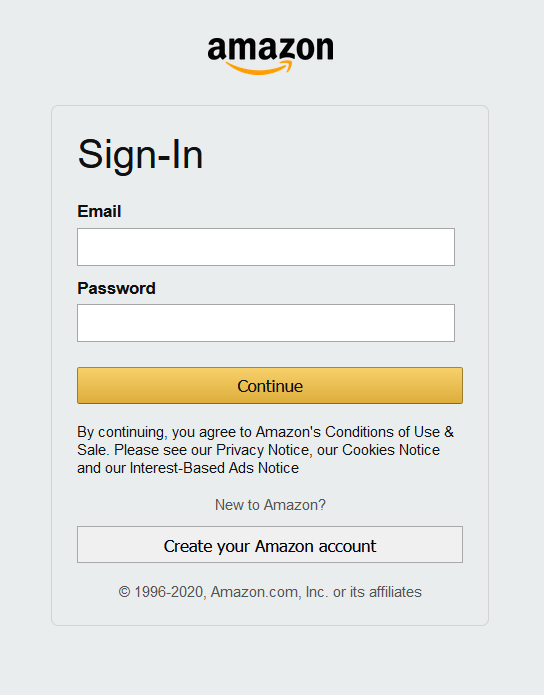 amazon
Sign-In
Email
Password
Continue
By continuing, you agree to Amazon's Conditions of Use &
Sale. Please see our Privacy Notice, our Cookies Notice
and our Interest-Based Ads Notice
New to Amazon?
Create your Amazon account
© 1996-2020, Amazon.com, Inc. or its affiliates